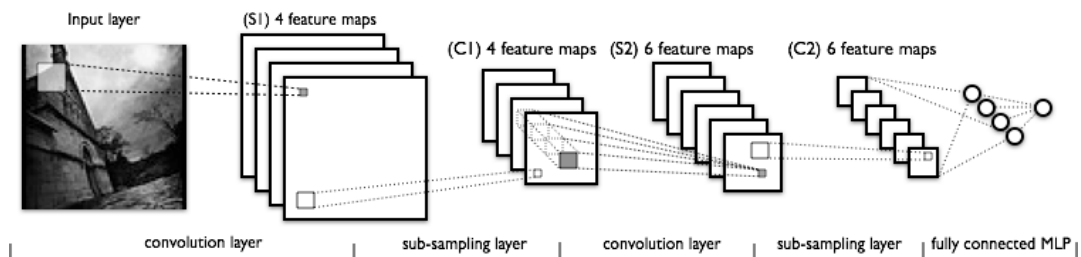 Input layer
(S1) 4 feature maps
(C1) 4 feature maps
(S2) 6 feature maps
(C2) 6 feature maps
convolution layer
sub-sampling layer
convolution layer
sub-sampling layer
fully connected MLP